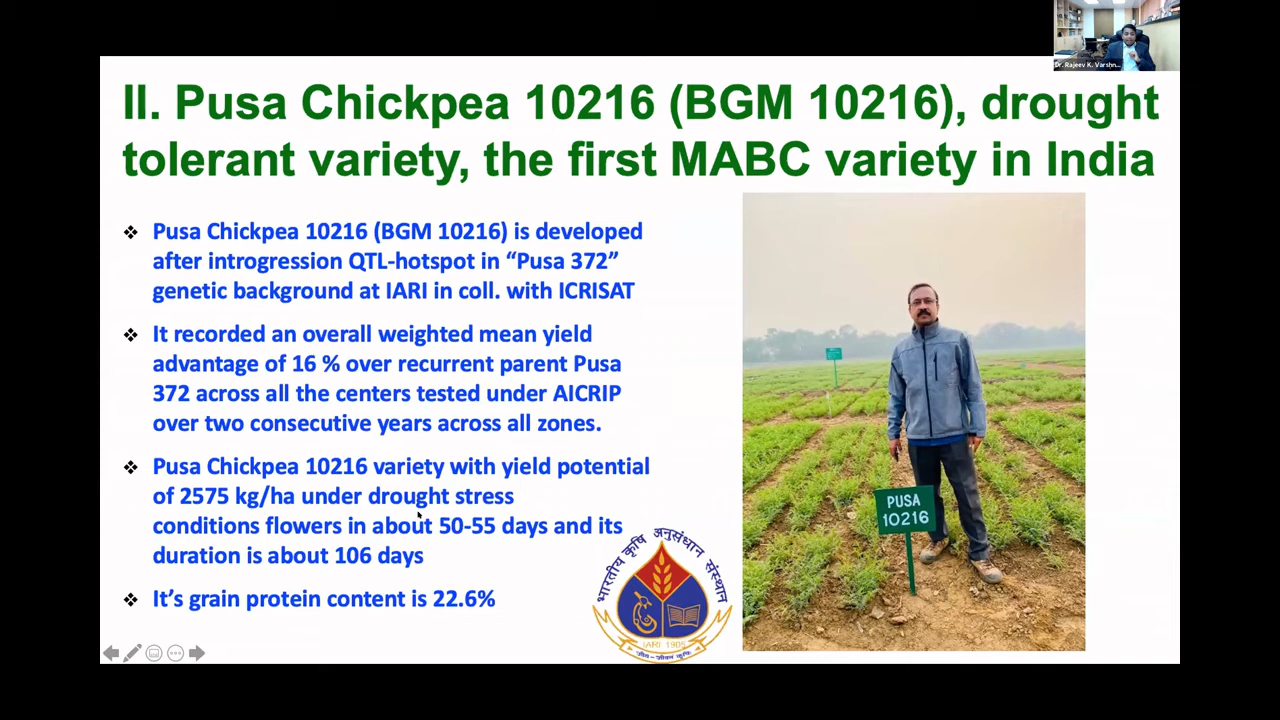 Dr. Rajeev K. Varshn...
II. Pusa Chickpea 10216 (BGM 10216), drought
tolerant variety, the first MABC variety in India
❖ Pusa Chickpea 10216 (BGM 10216) is developed
after introgression QTL-hotspot in “Pusa 372”
genetic background at IARI in coll. with ICRISAT
❖ It recorded an overall weighted mean yield
advantage of 16 % over recurrent parent Pusa
372 across all the centers tested under AICRIP
over two consecutive years across all zones.
❖ Pusa Chickpea 10216 variety with yield potential
of 2575 kg/ha under drought stress
conditions flowers in about 50-55 days and its
duration is about 106 days
❖ It’s grain protein content is 22.6%
PUSA
10216
भारतीय कृषि अनुसंधान संस्थान
IARI 1905